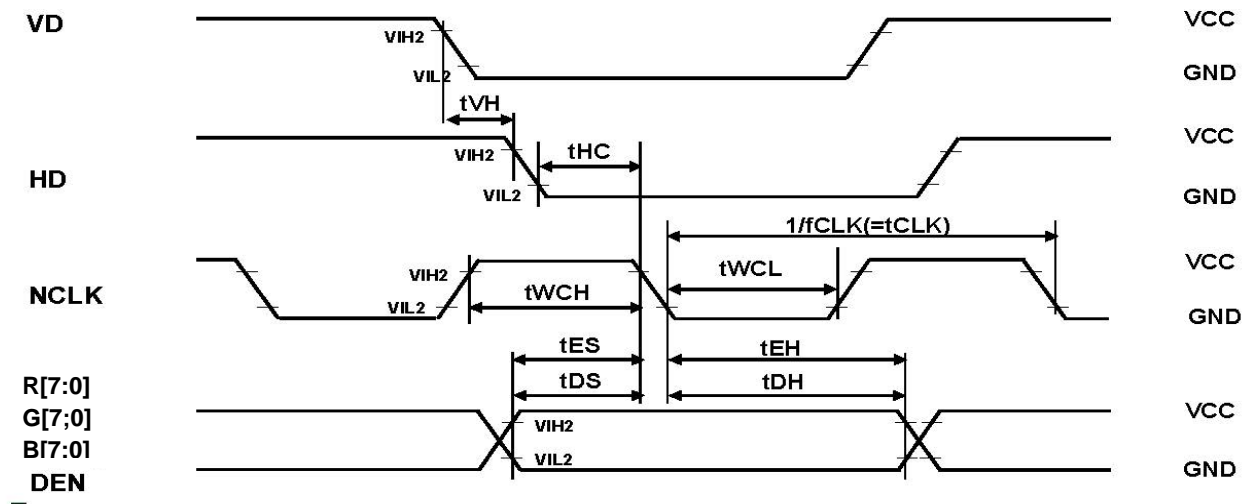 VD
VIH2
VIL2
VCC
GND
tVH
HD
VIH2
VIL2
tHC
VCC
GND
1/fCLK(=tCLK)
NCLK
VIH2
VIL2
tWCH
tWCL
VCC
GND
tES
tEH
tDS
tDH
R[7:0]
G[7;0]
B[7:0]
DEN
VIH2
VIL2
VCC
GND